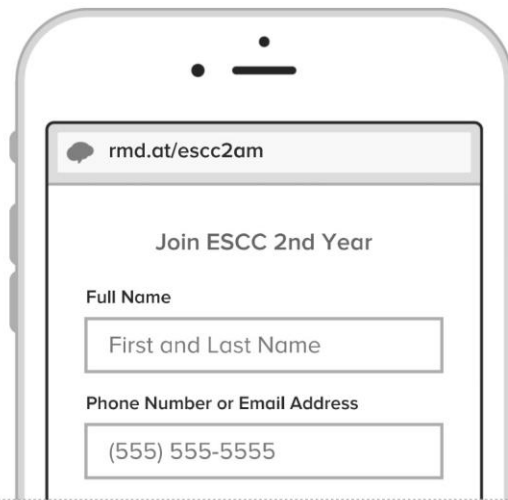 rmd.at/escc2am
Join ESCC 2nd Year
Full Name
First and Last Name
Phone Number or Email Address
(555) 555-5555